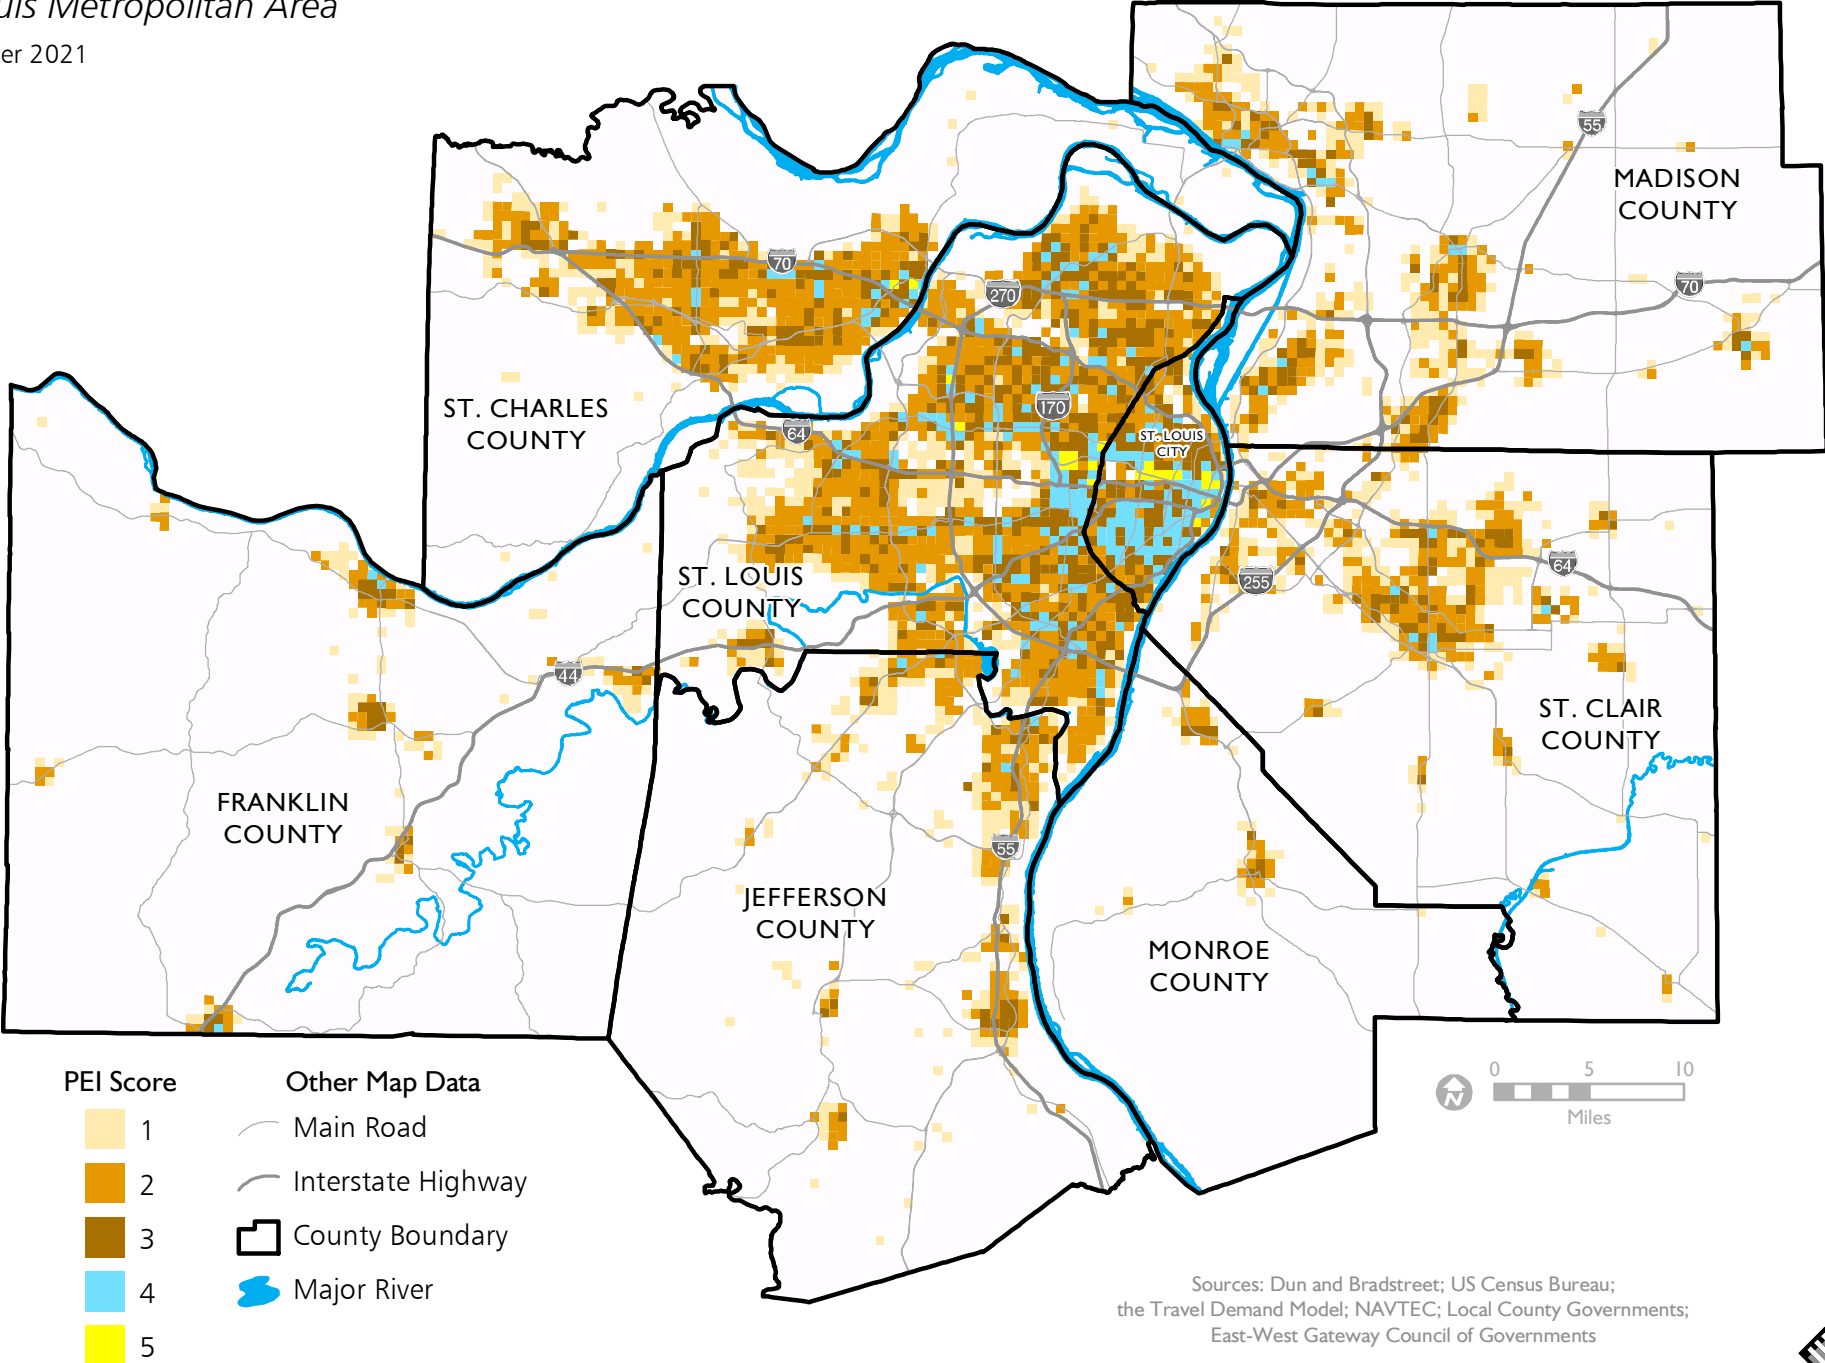 Metropolitan Area
2021
70
270
170
64
55
MADISON
COUNTY
70
ST. CHARLES
COUNTY
ST. LOUIS
CITY
ST. LOUIS
COUNTY
255
64
44
ST. CLAIR
COUNTY
FRANKLIN
COUNTY
55
JEFFERSON
COUNTY
MONROE
COUNTY
PEI Score
1
2
3
4
5
Other Map Data
Main Road
Interstate Highway
County Boundary
Major River
N
0 5 10
Miles
Sources: Dun and Bradstreet; US Census Bureau;
the Travel Demand Model; NAVTEC; Local County Governments;
East-West Gateway Council of Governments